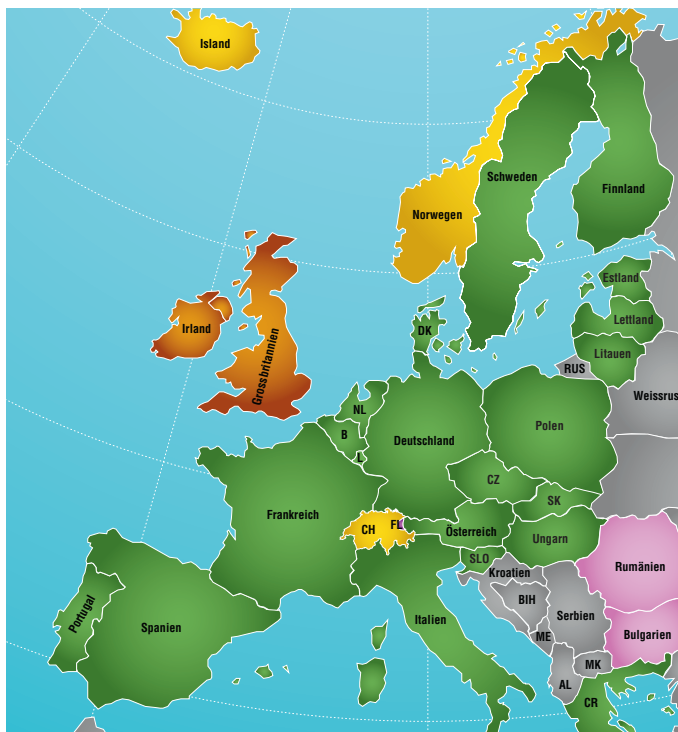 Island
Schweden
Finnland
Norwegen
Estland
Irland
Lettland
DK
Grossbritannien
Litauen
RUS
Weissrus
NL
B
Deutschland
Polen
L
CZ
SK
Frankreich
CH
FL
Österreich
Ungarn
SLO
Kroatien
Rumänien
BIH
Portugal
Spanien
Italien
Serbien
ME
Bulgarien
MK
AL
CR